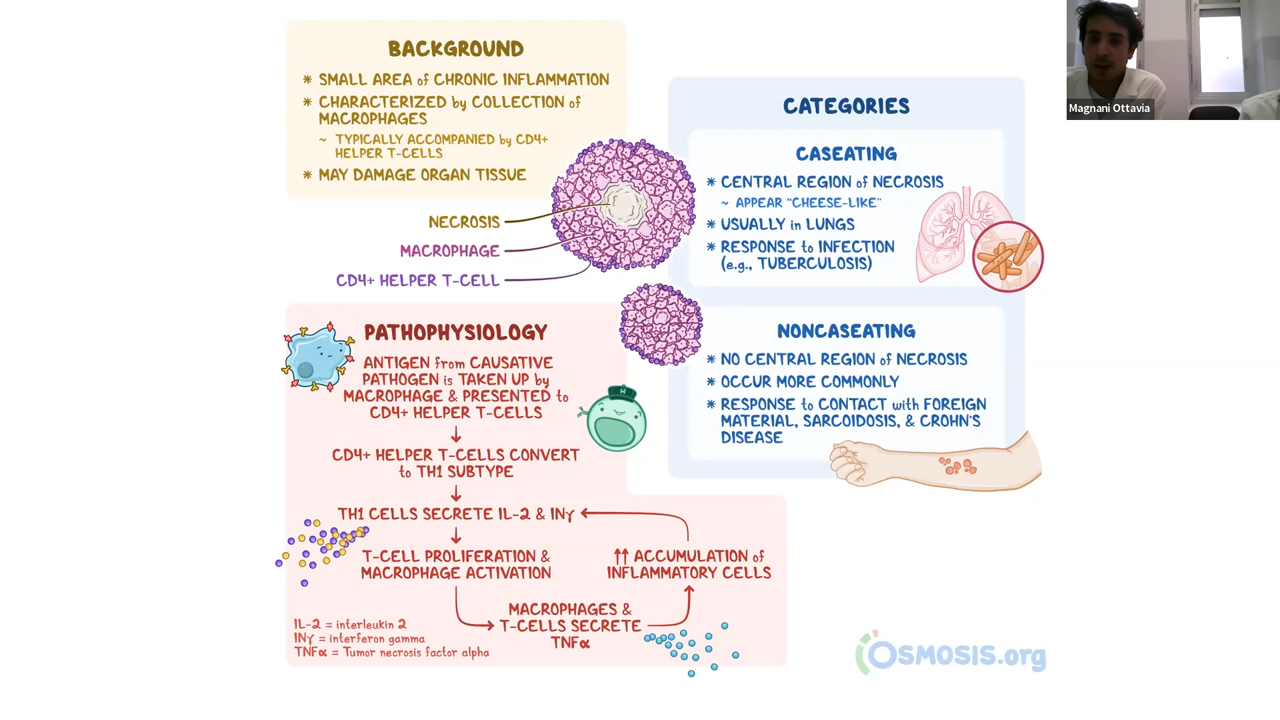 BACKGROUND
* SMALL AREA of CHRONIC INFLAMMATION
* CHARACTERIZED by COLLECTION of
MACROPHAGES
~ TYPICALLY ACCOMPANIED by CD4+
HELPER T-CELLS
* MAY DAMAGE ORGAN TISSUE
NECROSIS
MACROPHAGE
CD4+ HELPER T-CELL
CATEGORIES
CASEATING
* CENTRAL REGION of NECROSIS
~ APPEAR "CHEESE-LIKE"
* USUALLY in LUNGS
* RESPONSE to INFECTION
(e.g., TUBERCULOSIS)
NONCASEATING
* NO CENTRAL REGION of NECROSIS
* OCCUR MORE COMMONLY
* RESPONSE to CONTACT with FOREIGN
MATERIAL, SARCOIDOSIS, & CROHN'S
DISEASE
PATHOPHYSIOLOGY
ANTIGEN from CAUSATIVE
PATHOGEN is TAKEN UP by
MACROPHAGE & PRESENTED to
CD4+ HELPER T-CELLS
CD4+ HELPER T-CELLS CONVERT
to TH1 SUBTYPE
TH1 CELLS SECRETE IL-2 & INγ
T-CELL PROLIFERATION &
MACROPHAGE ACTIVATION
MACROPHAGES &
T-CELLS SECRETE
TNFα
↑↑ ACCUMULATION of
INFLAMMATORY CELLS
IL-2 = interleukin 2
INγ = interferon gamma
TNFα = Tumor necrosis factor alpha
H
OSMOSIS.org
Magnani Ottavia